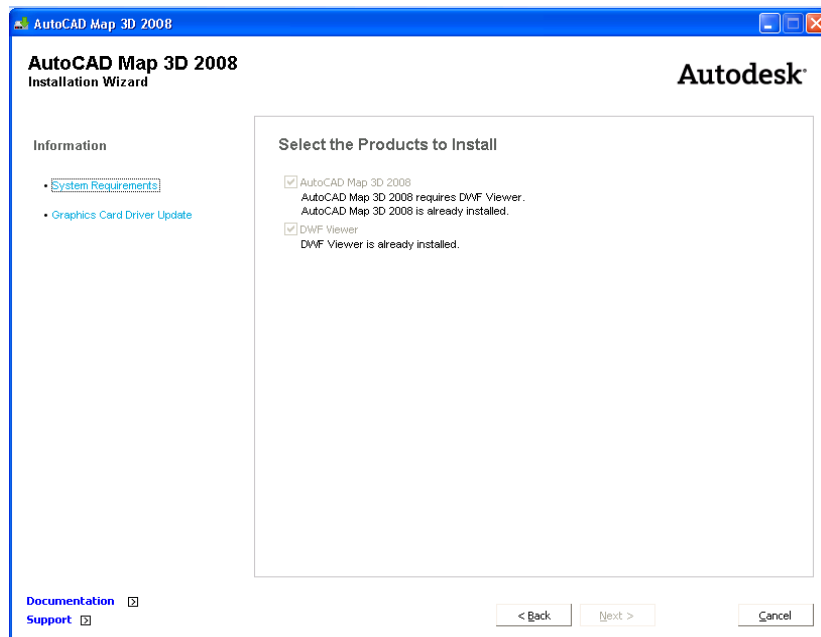 AutoCAD Map 3D 2008
AutoCAD Map 3D 2008
Installation Wizard
Autodesk
Information
• System Requirements
• Graphics Card Driver Update
Select the Products to Install
AutoCAD Map 3D 2008
AutoCAD Map 3D 2008 requires DWF Viewer.
AutoCAD Map 3D 2008 is already installed.
DWF Viewer
DWF Viewer is already installed.
Documentation
Support
< Back
Next >
Cancel